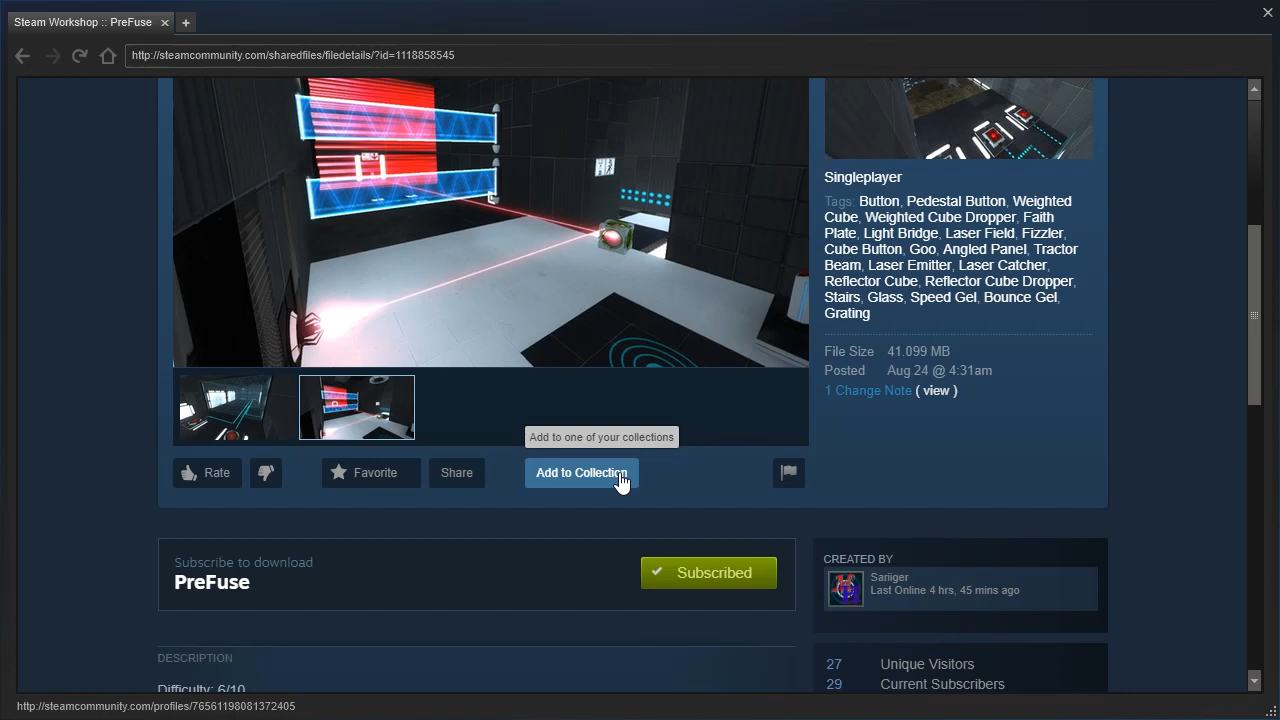 Steam Workshop :: PreFuse
http://steamcommunity.com/sharedfiles/filedetails/?id=1118858545
Singleplayer
Tags: Button, Pedestal Button, Weighted
Cube, Weighted Cube Dropper, Faith
Plate, Light Bridge, Laser Field, Fizzler,
Cube Button, Goo, Angled Panel, Tractor
Beam, Laser Emitter, Laser Catcher,
Reflector Cube, Reflector Cube Dropper,
Stairs, Glass, Speed Gel, Bounce Gel,
Grating
File Size 41.099 MB
Posted Aug 24 @ 4:31am
1 Change Note ( view )
Add to one of your collections
Rate
Favorite
Share
Add to Collection
Subscribe to download
PreFuse
Subscribed
CREATED BY
Sariiger
Last Online 4 hrs, 45 mins ago
DESCRIPTION
Difficulty: 6/10
27 Unique Visitors
29 Current Subscribers
http://steamcommunity.com/profiles/76561198081372405